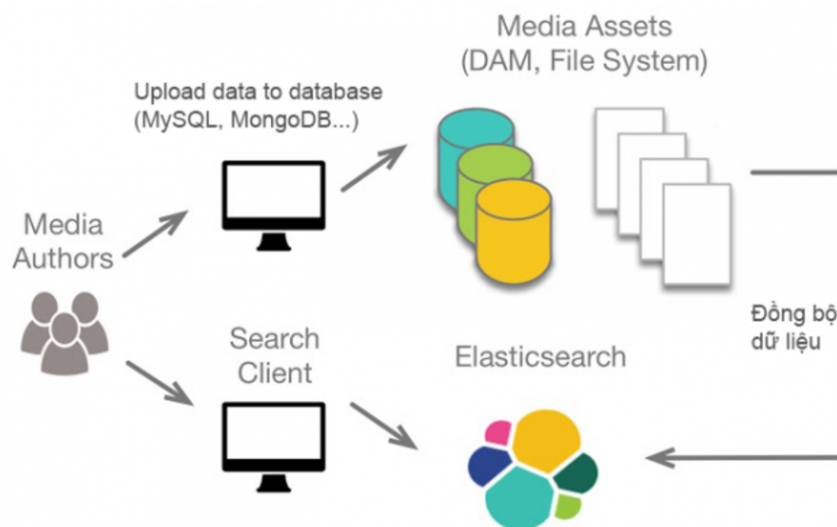 Media Assets
(DAM, File System)
Upload data to database
(MySQL, MongoDB...)
Media
Authors
Search
Client
Elasticsearch
Đồng bộ
dữ liệu